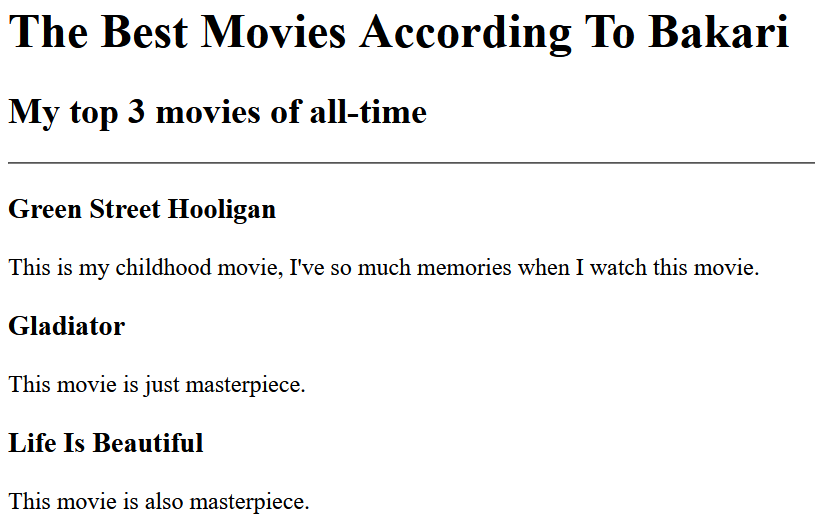 The Best Movies According To Bakari
My top 3 movies of all-time
Green Street Hooligan
This is my childhood movie, I've so much memories when I watch this movie.
Gladiator
This movie is just masterpiece.
Life Is Beautiful
This movie is also masterpiece.